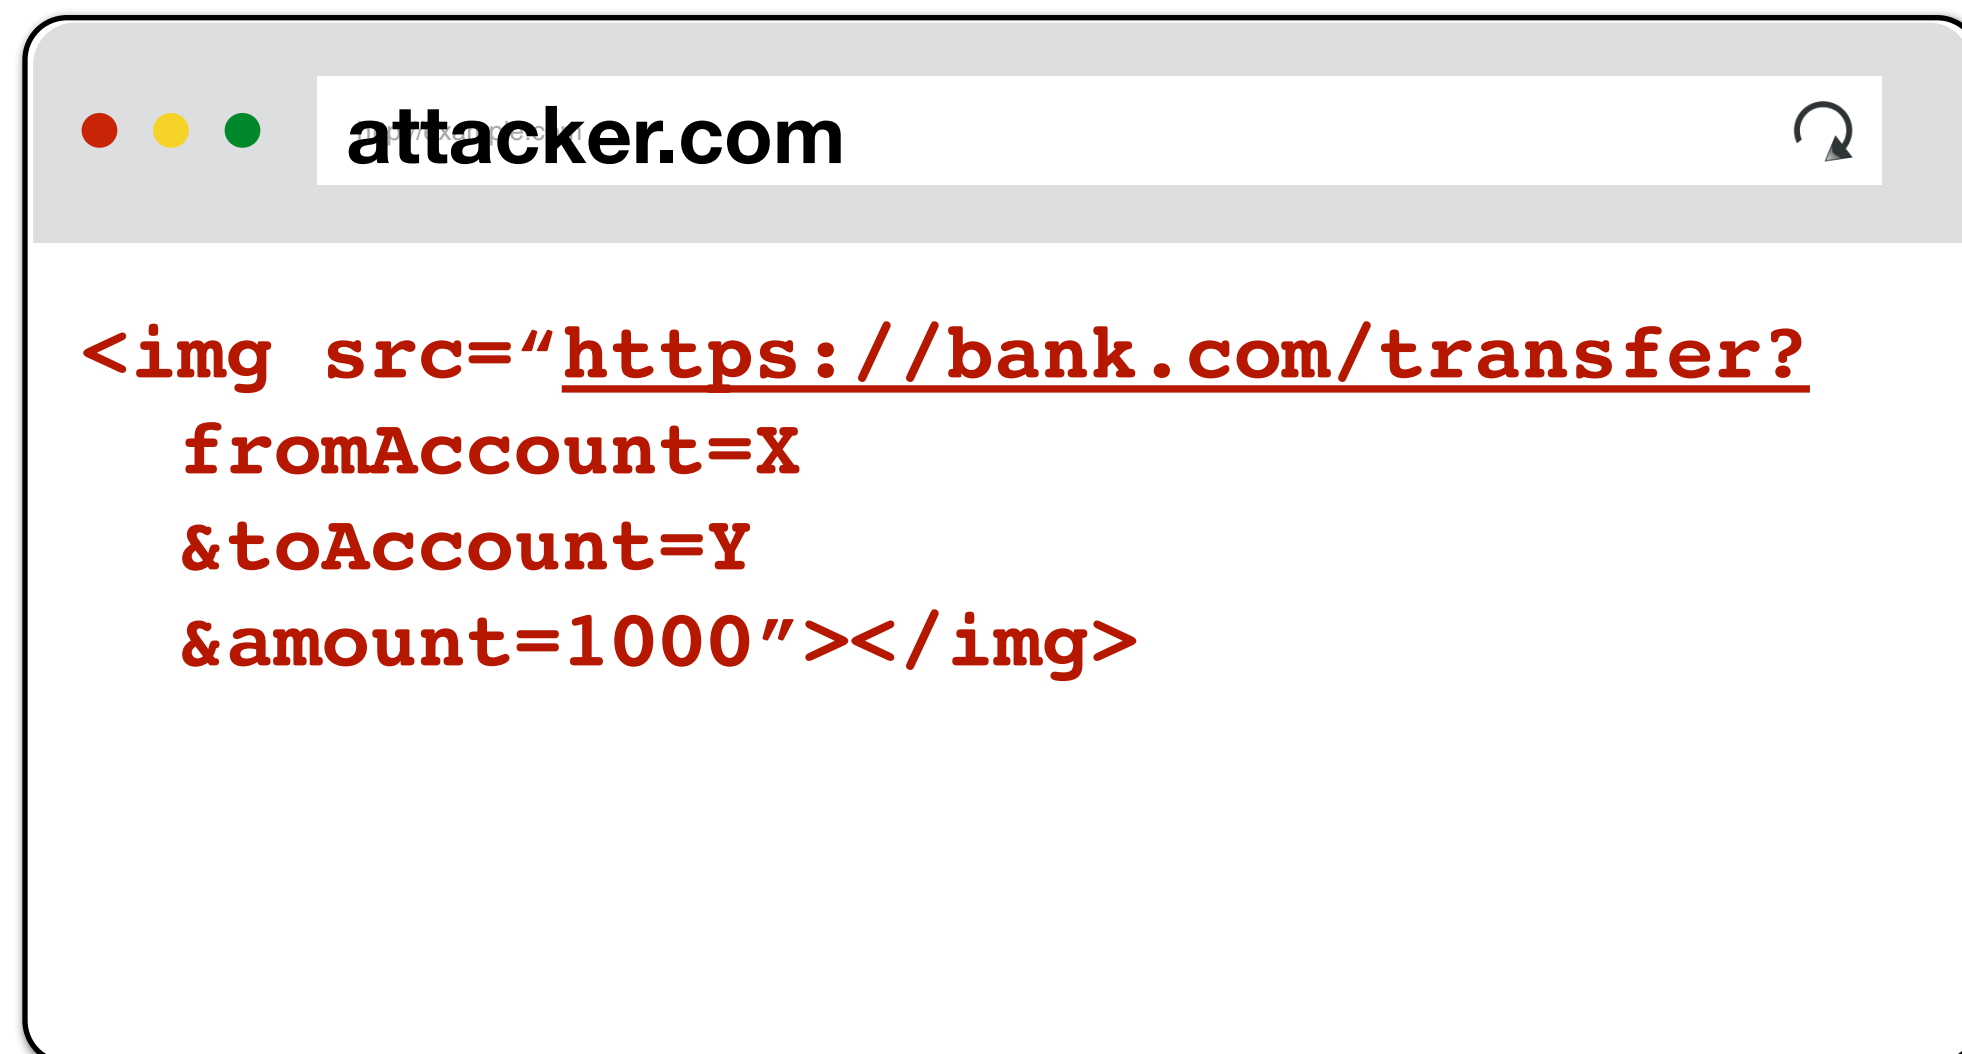 attacker.com
<img src=“https://bank.com/transfer?
fromAccount=X
&toAccount=Y
&amount=1000”></img>